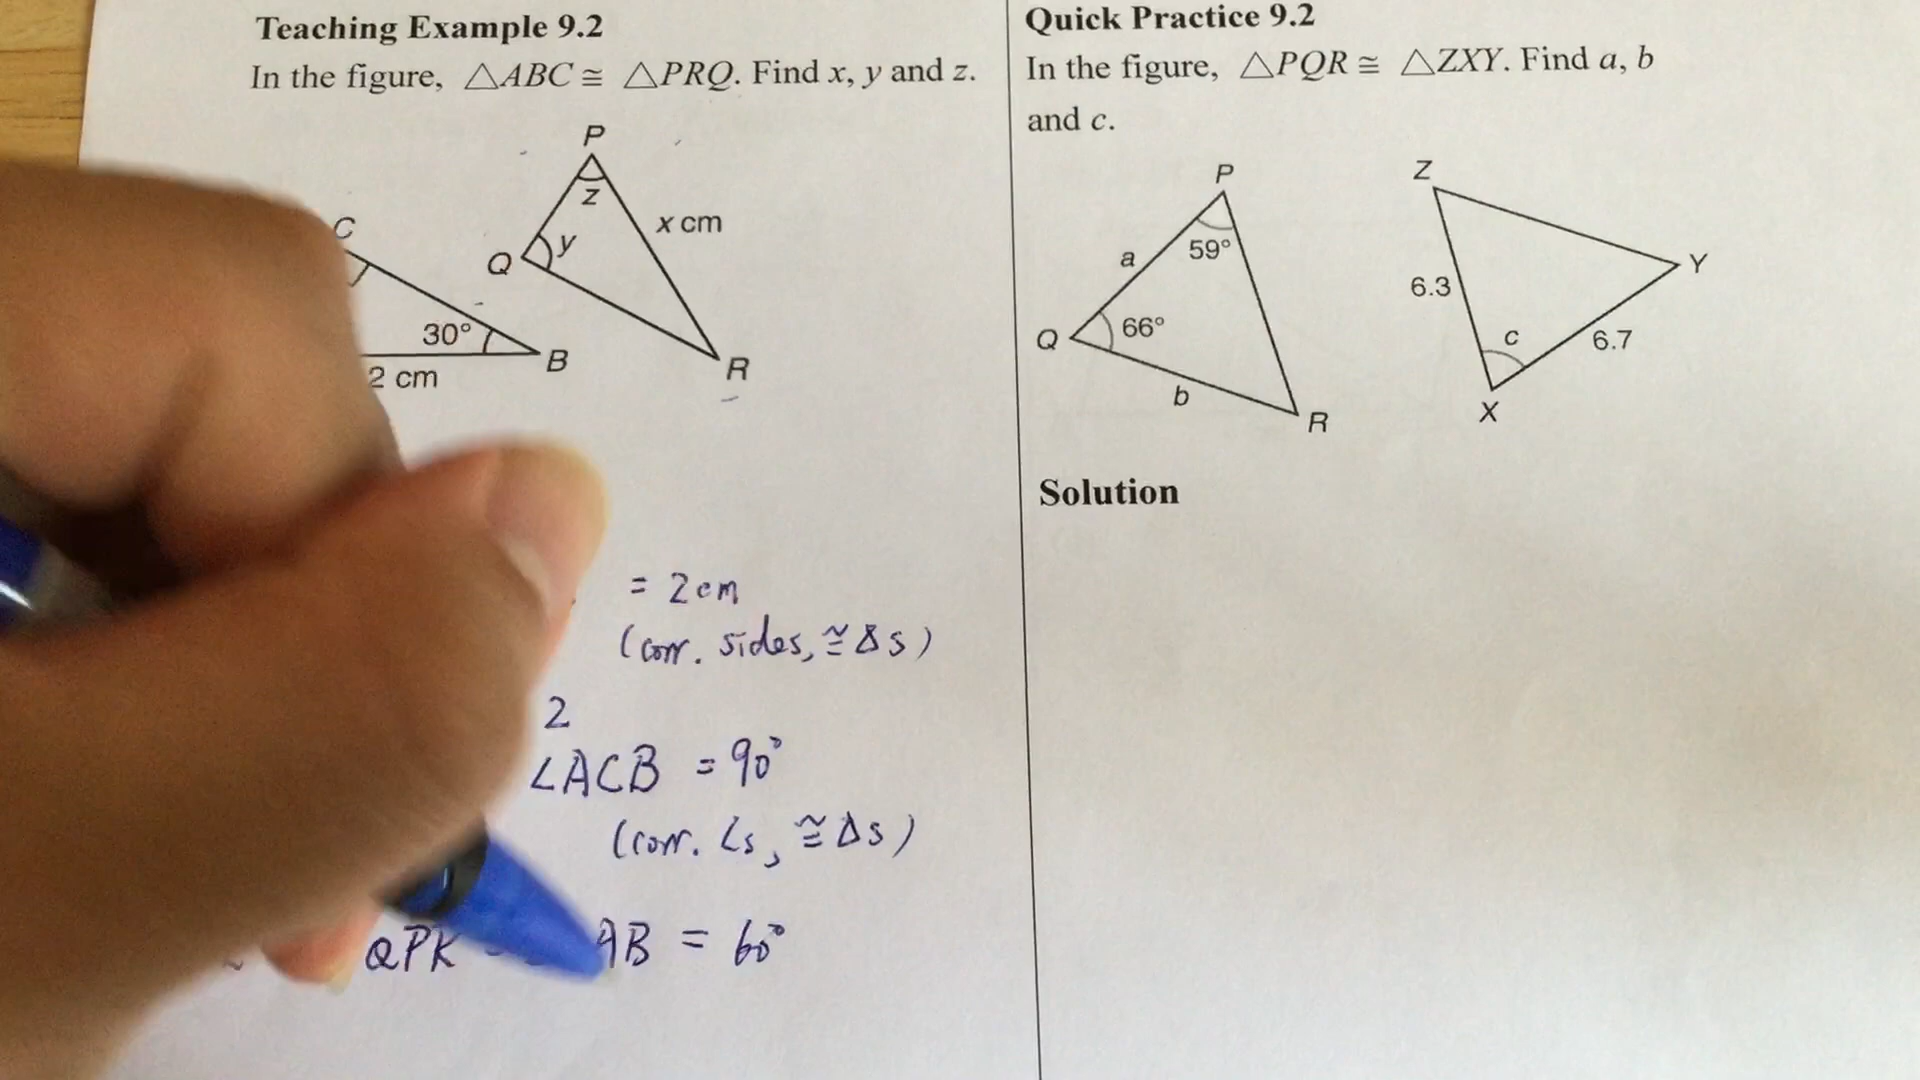 Teaching Example 9.2
In the figure, △ABC ≅ △PRQ. Find x, y and z.
P
z
C
x cm
Q
y
30°
B
2 cm
R
= 2cm
(corr. sides, ≅ Δs)
2
∠ACB = 90°
(corr. ∠s, ≅ Δs)
QPR AB = 60°
Quick Practice 9.2
In the figure, △PQR ≅ △ZXY. Find a, b
and c.
P
Z
59°
a
Y
6.3
66°
Q
c
6.7
b
X
R
Solution